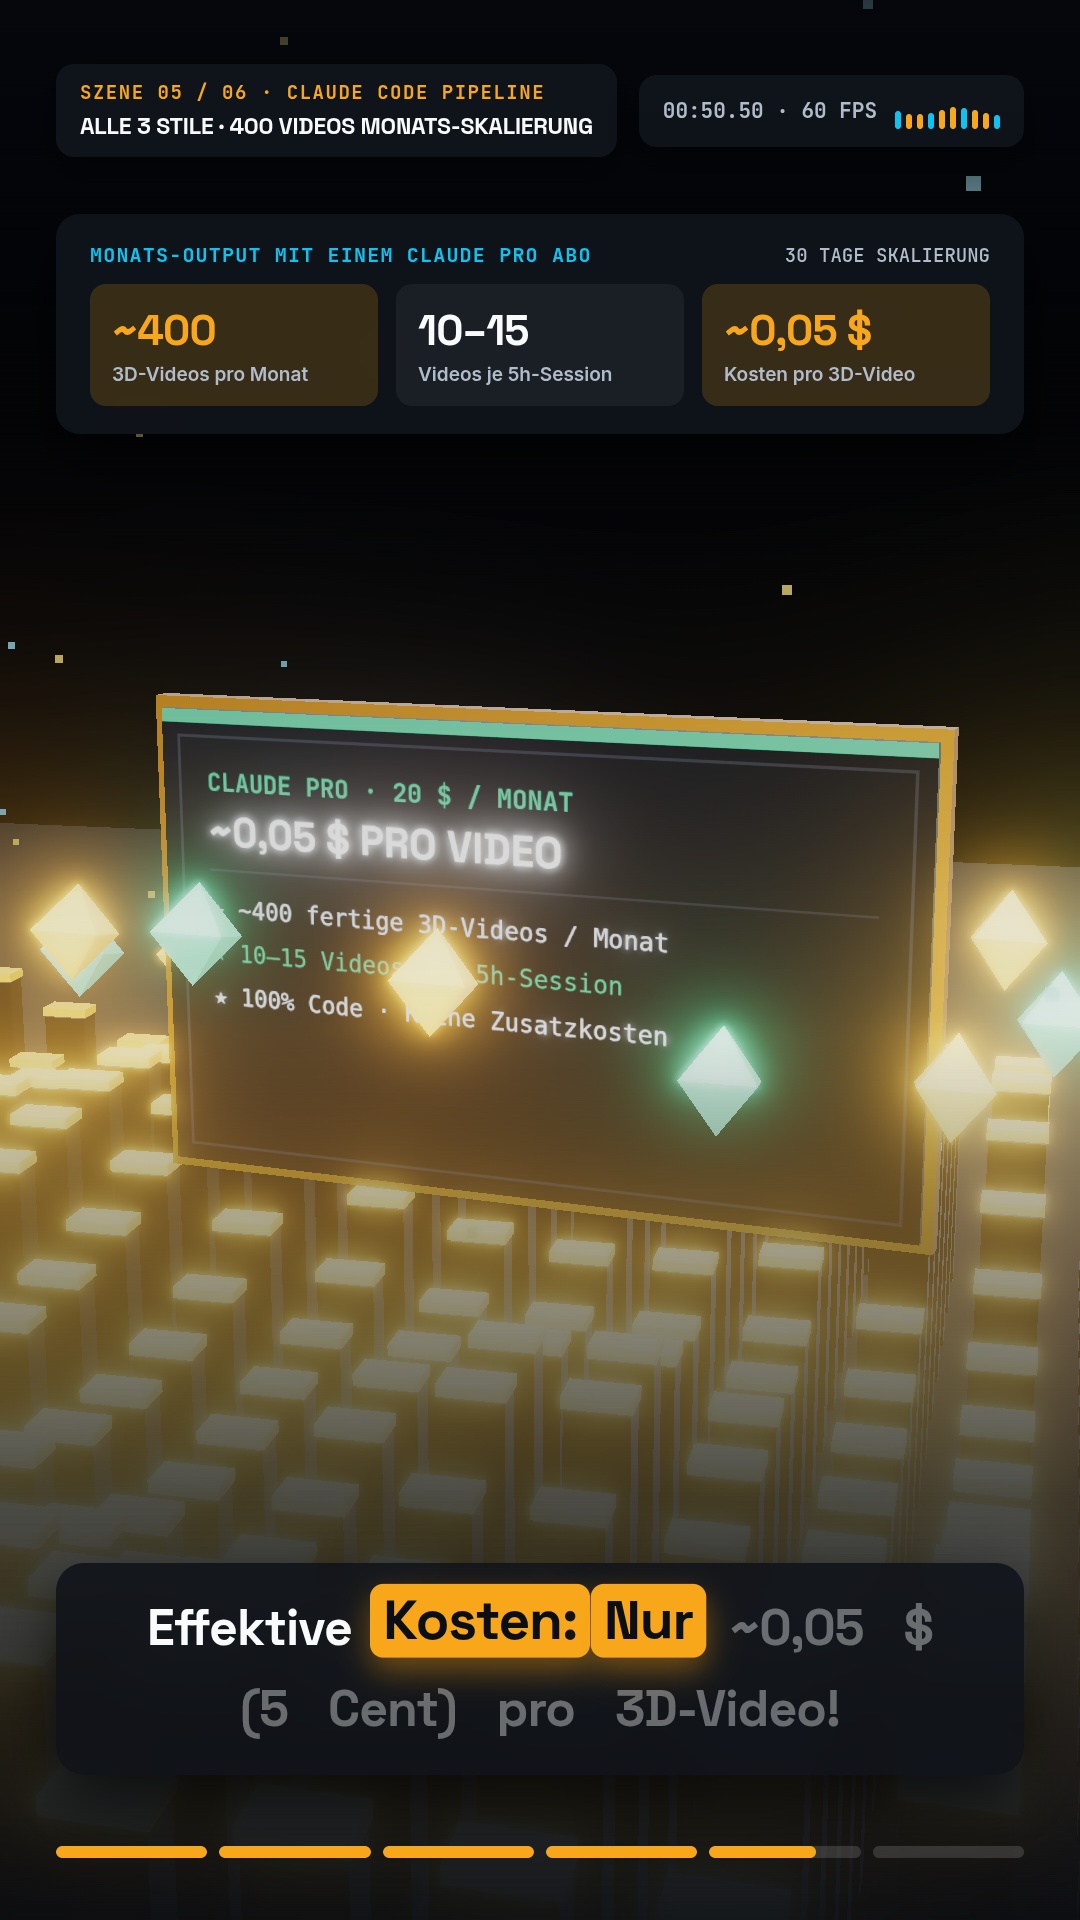 SZENE 05 / 06 · CLAUDE CODE PIPELINE
ALLE 3 STILE · 400 VIDEOS MONATS-SKALIERUNG
00:50.50 · 60 FPS
MONATS-OUTPUT MIT EINEM CLAUDE PRO ABO
30 TAGE SKALIERUNG
~400
3D-Videos pro Monat
10–15
Videos je 5h-Session
~0,05 $
Kosten pro 3D-Video
CLAUDE PRO · 20 $ / MONAT
~0,05 $ PRO VIDEO
~400 fertige 3D-Videos / Monat
10–15 Videos 5h-Session
★ 100% Code · Keine Zusatzkosten
Effektive Kosten: Nur ~0,05 $
(5 Cent) pro 3D-Video!